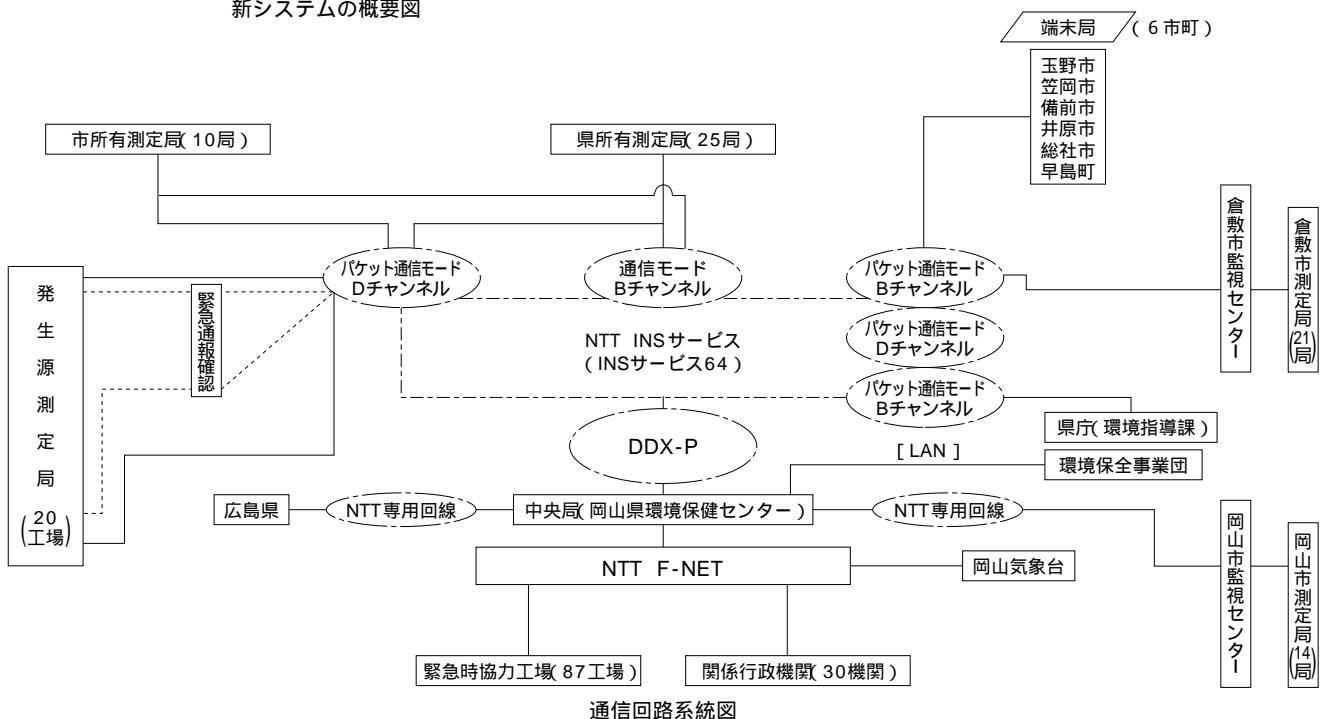 新システムの概要図
端末局 (6市町)
玉野市
笠岡市
備前市
井原市
総社市
早島町
市所有測定局(10局)
県所有測定局(25局)
倉敷市監視センター
倉敷市測定局(21局)
発生源測定局(20工場)
緊急通報確認
パケット通信モード
Dチャンネル
通信モード
Bチャンネル
パケット通信モード
Bチャンネル
パケット通信モード
Dチャンネル
パケット通信モード
Bチャンネル
NTT INSサービス
(INSサービス64)
DDX-P
県庁(環境指導課)
[LAN]
環境保全事業団
広島県
NTT専用回線
中央局(岡山県環境保健センター)
NTT専用回線
岡山市監視センター
岡山市測定局(14局)
NTT F-NET
岡山気象台
緊急時協力工場(87工場)
関係行政機関(30機関)
通信回路系統図